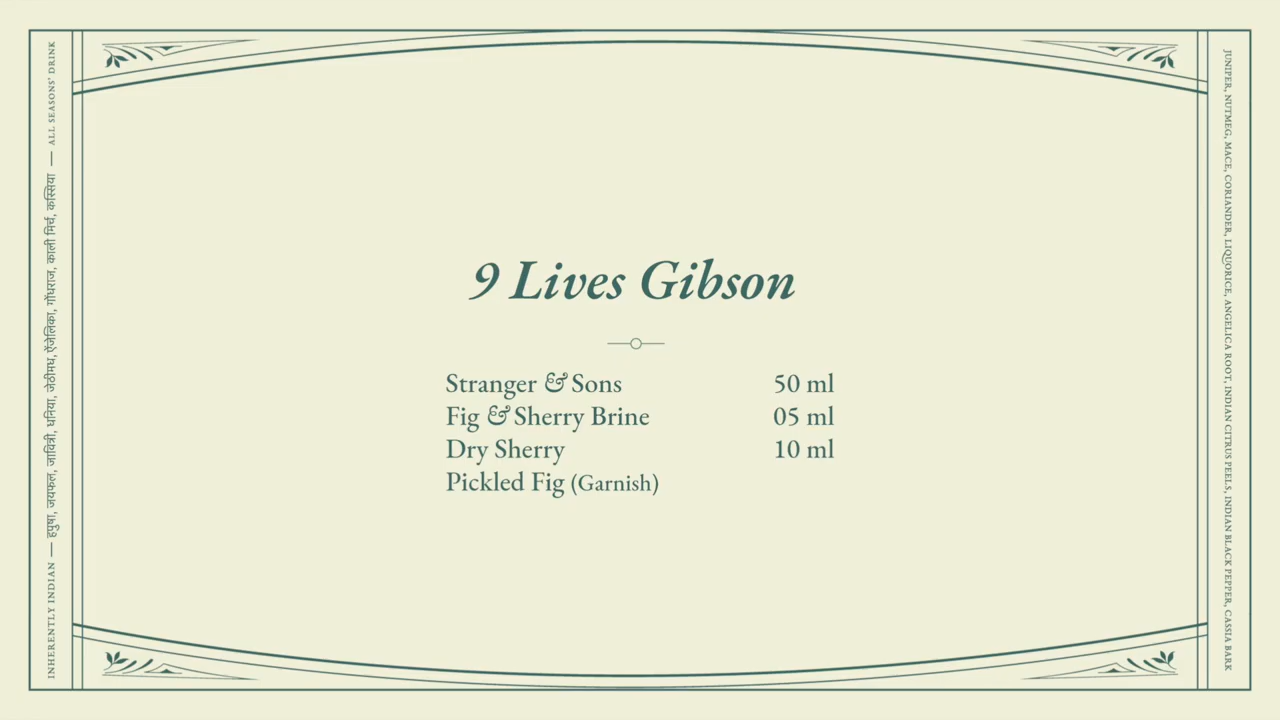 9 Lives Gibson
Stranger & Sons 50 ml
Fig & Sherry Brine 05 ml
Dry Sherry 10 ml
Pickled Fig (Garnish)
INHERENTLY INDIAN — हपुषा, जायफल, जावित्री, धनिया, जेठीमध, ऐंजेलिका, गोंधराज, काली मिर्च, कास्सिया — ALL SEASONS' DRINK
JUNIPER, NUTMEG, MACE, CORIANDER, LIQUORICE, ANGELICA ROOT, INDIAN CITRUS PEELS, INDIAN BLACK PEPPER, CASSIA BARK